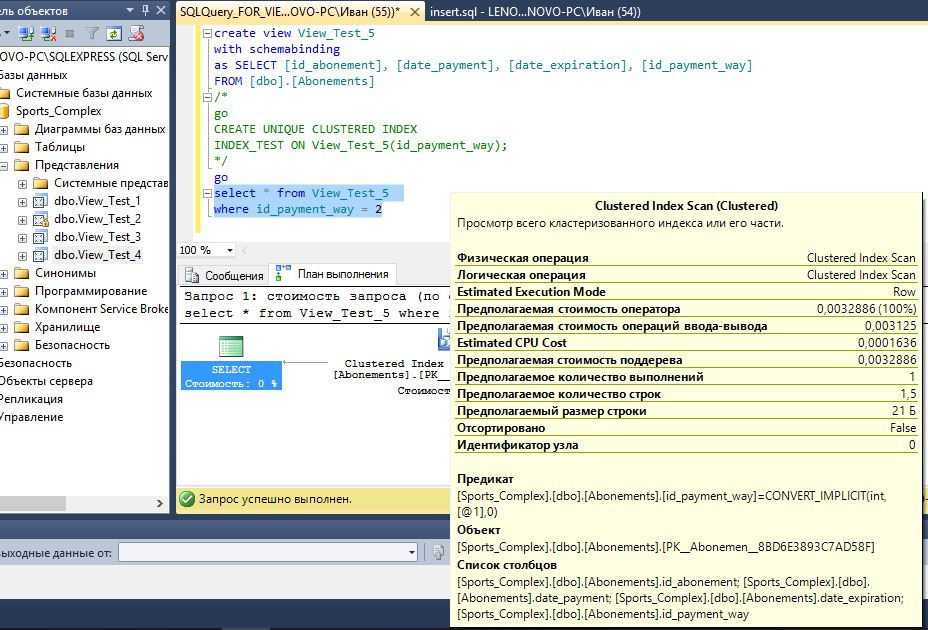 ль объектов
SQLQuery_FOR_VIE...OVO-PC\Иван (55))*
insert.sql - LENO...NOVO-PC\Иван (54))
OVO-PC\SQLEXPRESS (SQL Serv
Базы данных
Системные базы данных
Sports_Complex
Диаграммы баз данных
Таблицы
Представления
Системные представ
dbo.View_Test_1
dbo.View_Test_2
dbo.View_Test_3
dbo.View_Test_4
Синонимы
Программирование
Компонент Service Broke
Хранилище
Безопасность
Безопасность
Объекты сервера
Репликация
Управление
create view View_Test_5
with schemabinding
as SELECT [id_abonement], [date_payment], [date_expiration], [id_payment_way]
FROM [dbo].[Abonements]
/*
go
CREATE UNIQUE CLUSTERED INDEX
INDEX_TEST ON View_Test_5(id_payment_way);
*/
go
select * from View_Test_5
where id_payment_way = 2
100 %
Сообщения
План выполнения
Запрос 1: стоимость запроса (по
select * from View_Test_5 where
SELECT
Стоимость: 0 %
Clustered Index
[Abonements].[PK__
Стоимост
Запрос успешно выполнен.
ыходные данные от:
Clustered Index Scan (Clustered)
Просмотр всего кластеризованного индекса или его части.
Физическая операция Clustered Index Scan
Логическая операция Clustered Index Scan
Estimated Execution Mode Row
Предполагаемая стоимость оператора 0,0032886 (100%)
Предполагаемая стоимость операций ввода-вывода 0,003125
Estimated CPU Cost 0,0001636
Предполагаемая стоимость поддерева 0,0032886
Предполагаемое количество выполнений 1
Предполагаемое количество строк 1,5
Предполагаемый размер строки 21 Б
Отсортировано False
Идентификатор узла 0
Предикат
[Sports_Complex].[dbo].[Abonements].[id_payment_way]=CONVERT_IMPLICIT(int,
[@1],0)
Объект
[Sports_Complex].[dbo].[Abonements].[PK__Abonemen__8BD6E3893C7AD58F]
Список столбцов
[Sports_Complex].[dbo].[Abonements].id_abonement; [Sports_Complex].[dbo].
[Abonements].date_payment; [Sports_Complex].[dbo].[Abonements].date_expiration;
[Sports_Complex].[dbo].[Abonements].id_payment_way